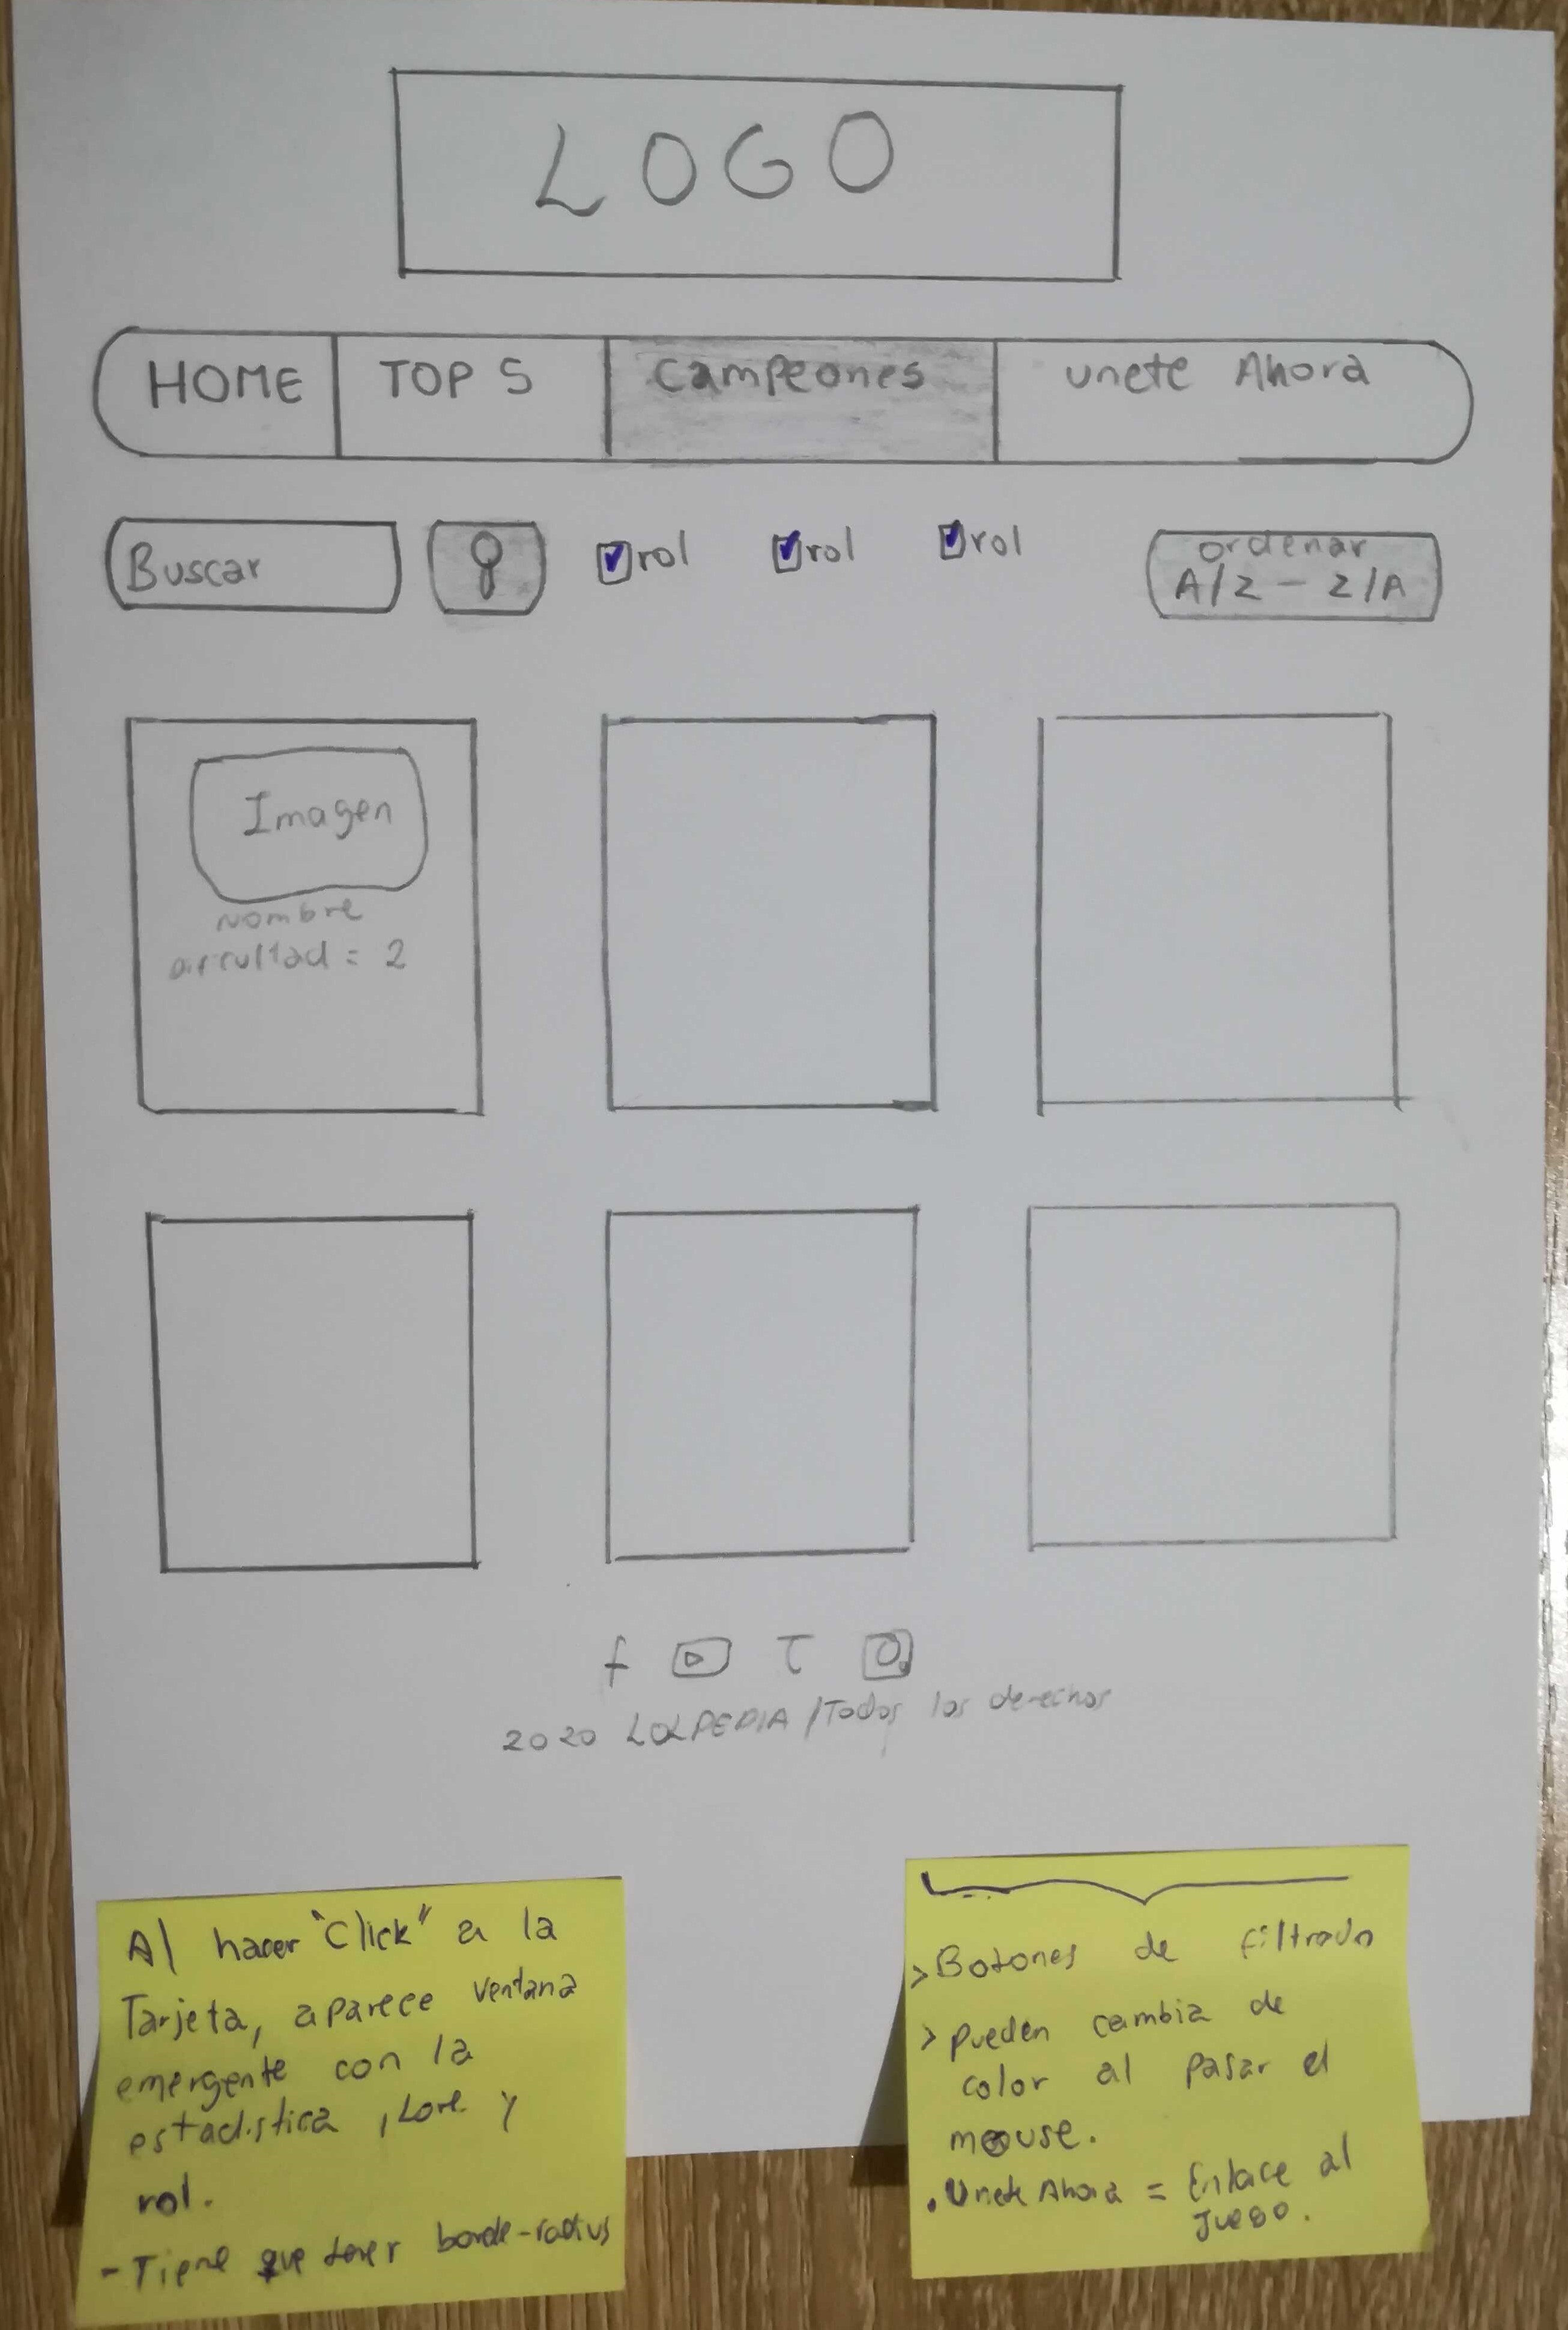 LOGO
HOME TOP 5 Campeones Unete Ahora
Buscar rol rol rol ordenar
A/Z - Z/A
Imagen
Nombre
dificultad = 2
f T
2020 LOLPEDIA / Todos los derechos
Al hacer "Click" a la
Tarjeta, aparece ventana
emergente con la
estadistica, Lore y
rol.
- Tiene que tener borde-radius
> Botones de filtrado
> pueden cambia de
color al pasar el
mouse.
. Unete Ahora = Enlace al
juego.